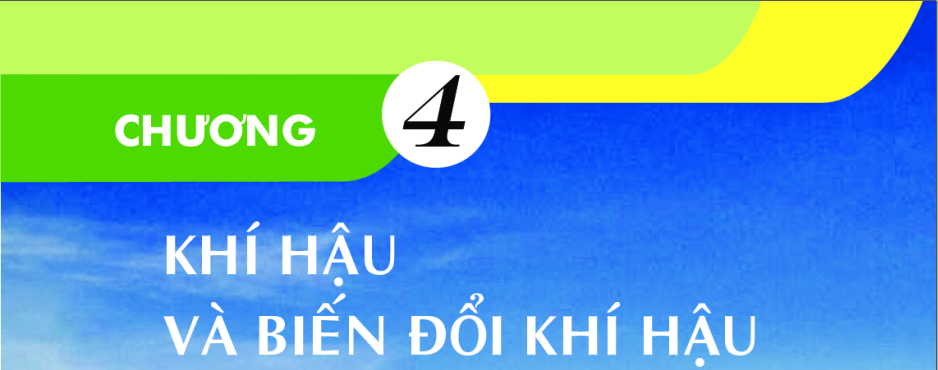 CHƯƠNG 4
KHÍ HẬU
VÀ BIẾN ĐỔI KHÍ HẬU